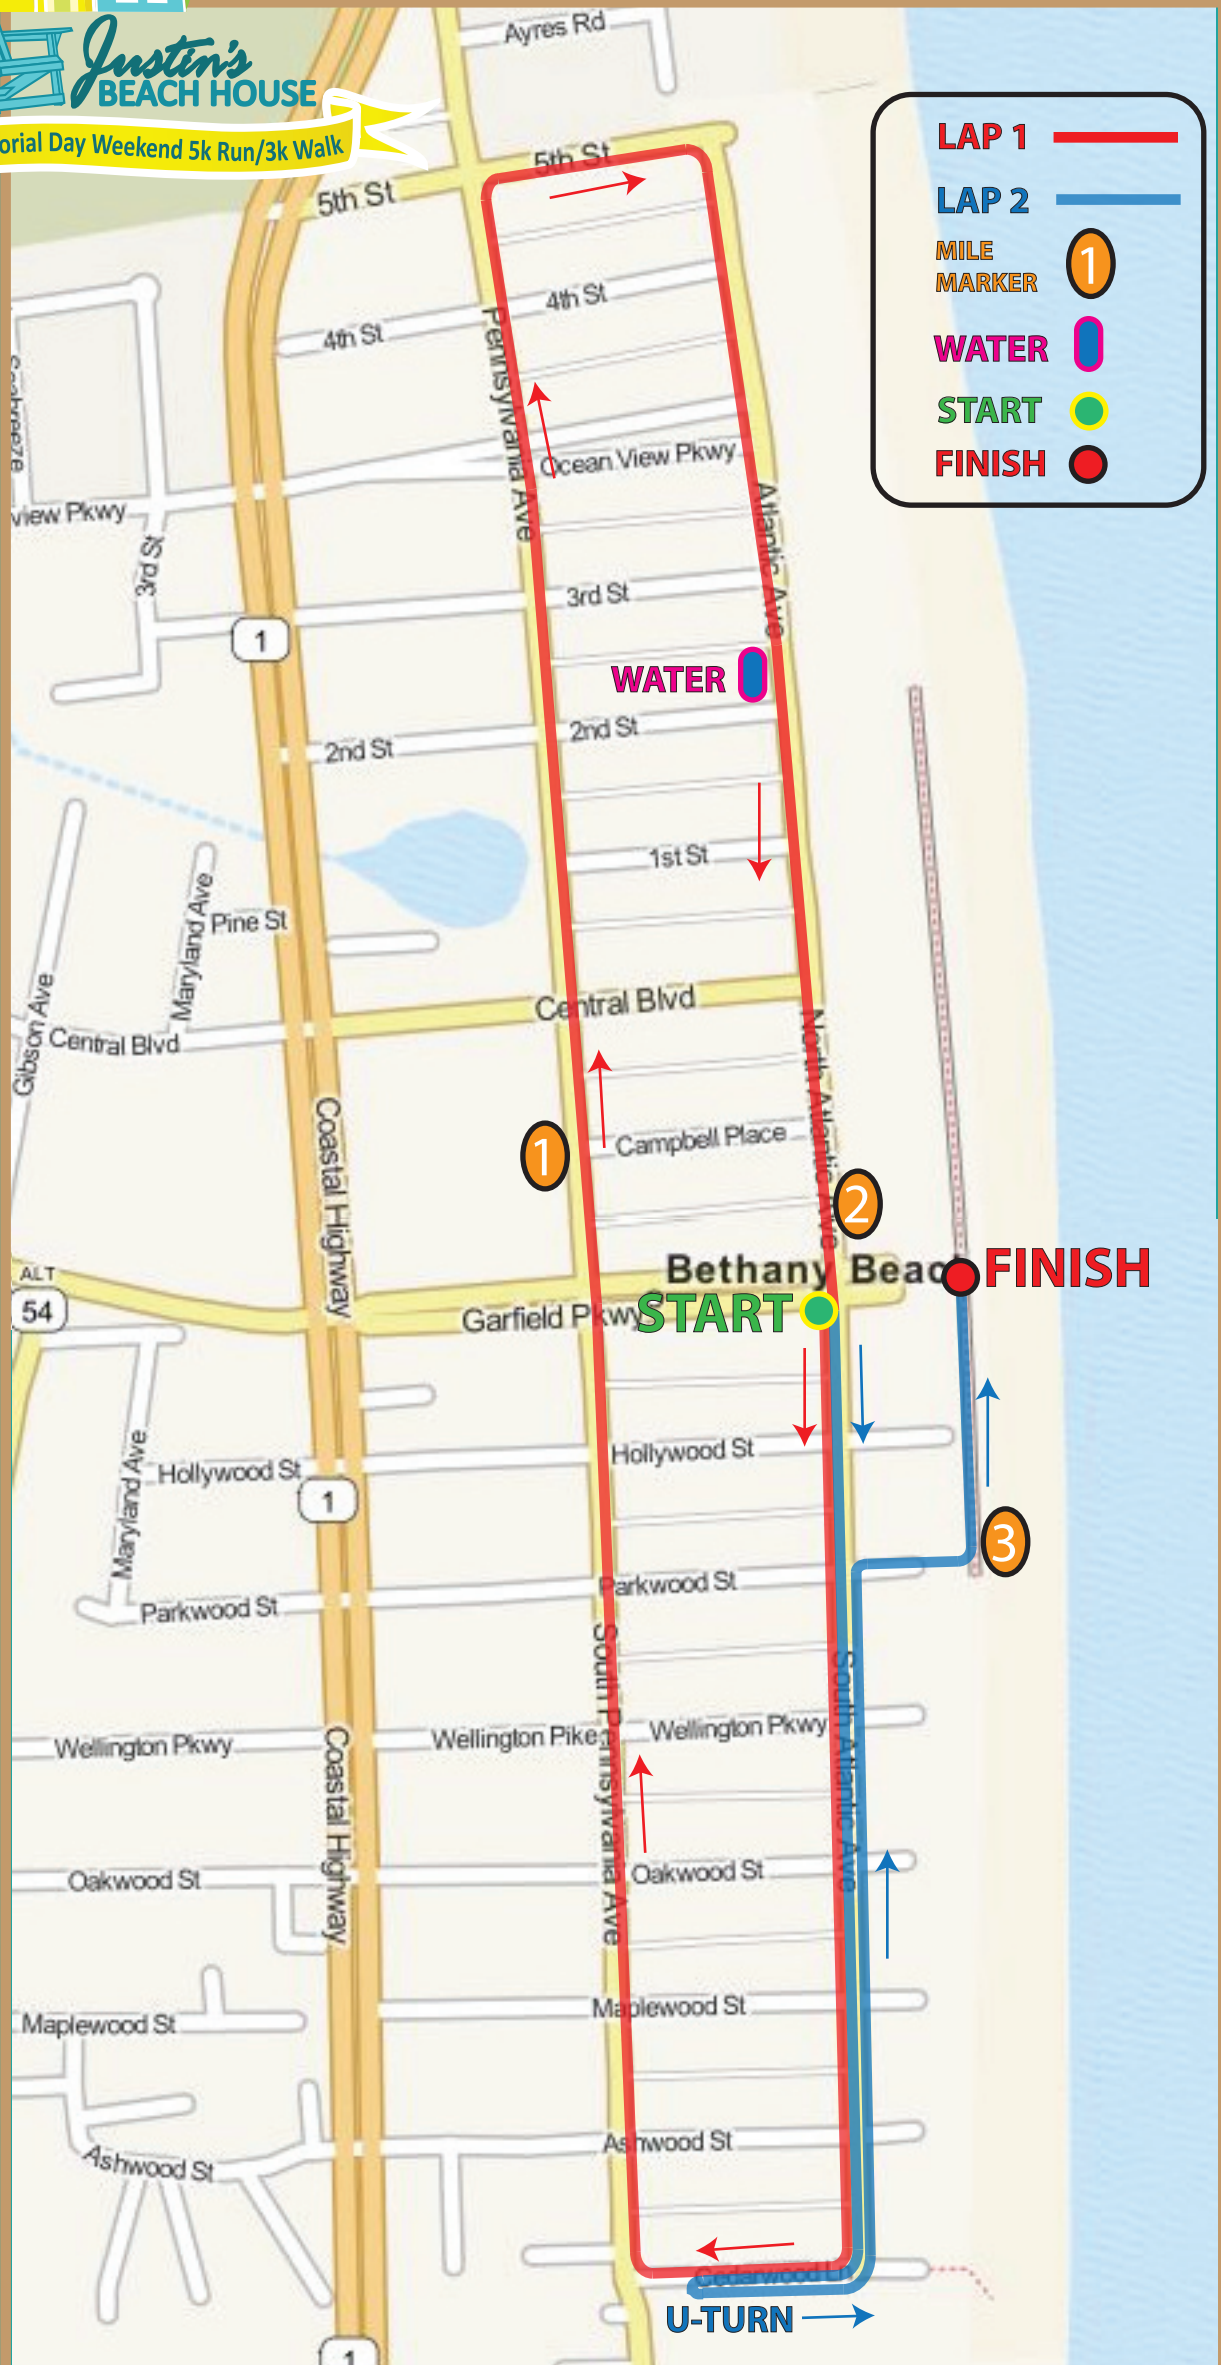 Justin's
BEACH HOUSE
orial Day Weekend 5k Run/3k Walk
LAP 1
LAP 2
MILE
MARKER
1
WATER
START
FINISH
Ayres Rd
5th St
5th St
4th St
4th St
Pennsylvania Ave
Ocean View Pkwy
view Pkwy
3rd St
Atlantic Ave
3rd St
1
WATER
2nd St
2nd St
1st St
Maryland Ave
Pine St
Gibson Ave
Central Blvd
Central Blvd
North Atlantic Ave
Coastal Highway
Campbell Place
1
2
Bethany Beac
FINISH
ALT
54
Garfield Pkwy
START
Hollywood St
Hollywood St
1
Maryland Ave
3
Parkwood St
Parkwood St
South Pennsylvania Ave
South Atlantic Ave
Wellington Pkwy
Wellington Pike
Wellington Pkwy
Coastal Highway
Oakwood St
Oakwood St
Maplewood St
Maplewood St
Ashwood St
Ashwood St
Cedarwood Ln
U-TURN
1